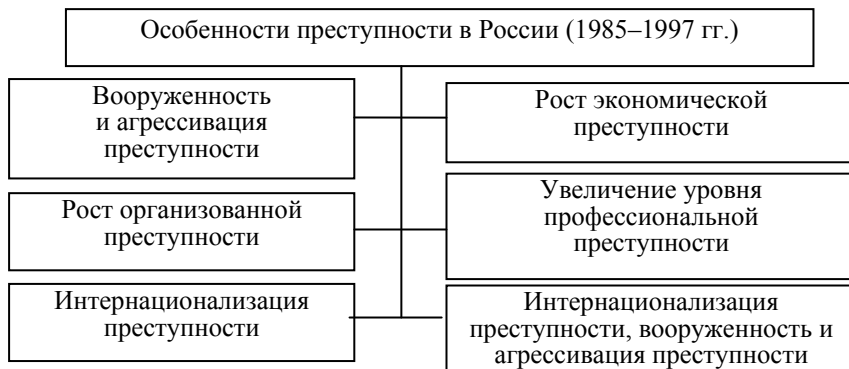 Особенности преступности в России (1985–1997 гг.)
Вооруженность
и агрессивация
преступности
Рост экономической
преступности
Рост организованной
преступности
Увеличение уровня
профессиональной
преступности
Интернационализация
преступности
Интернационализация
преступности, вооруженность и
агрессивация преступности